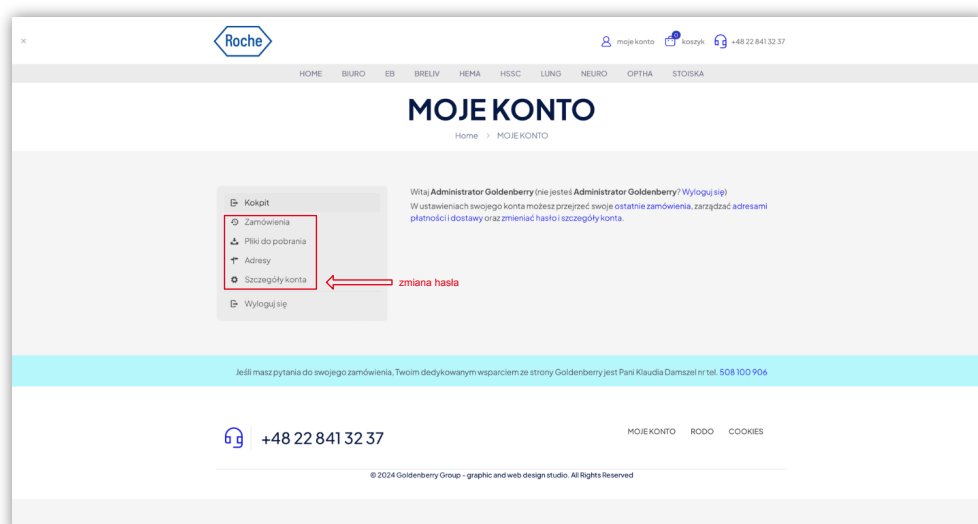 Roche
moje konto 0 koszyk +48 22 841 32 37
HOME BIURO EB BRELIV HEMA HSSC LUNG NEURO OPTHA STOISKA
MOJE KONTO
Home > MOJE KONTO
Witaj Administrator Goldenberry (nie jesteś Administrator Goldenberry? Wyloguj się)
W ustawieniach swojego konta możesz przejrzeć swoje ostatnie zamówienia, zarządzać adresami
płatności i dostawy oraz zmieniać hasło i szczegóły konta.
Kokpit
Zamówienia
Pliki do pobrania
Adresy
Szczegóły konta
zmiana hasła
Wyloguj się
Jeśli masz pytania do swojego zamówienia, Twoim dedykowanym wsparciem ze strony Goldenberry jest Pani Klaudia Damszel nr tel. 508 100 906
+48 22 841 32 37
MOJE KONTO RODO COOKIES
© 2024 Goldenberry Group - graphic and web design studio. All Rights Reserved